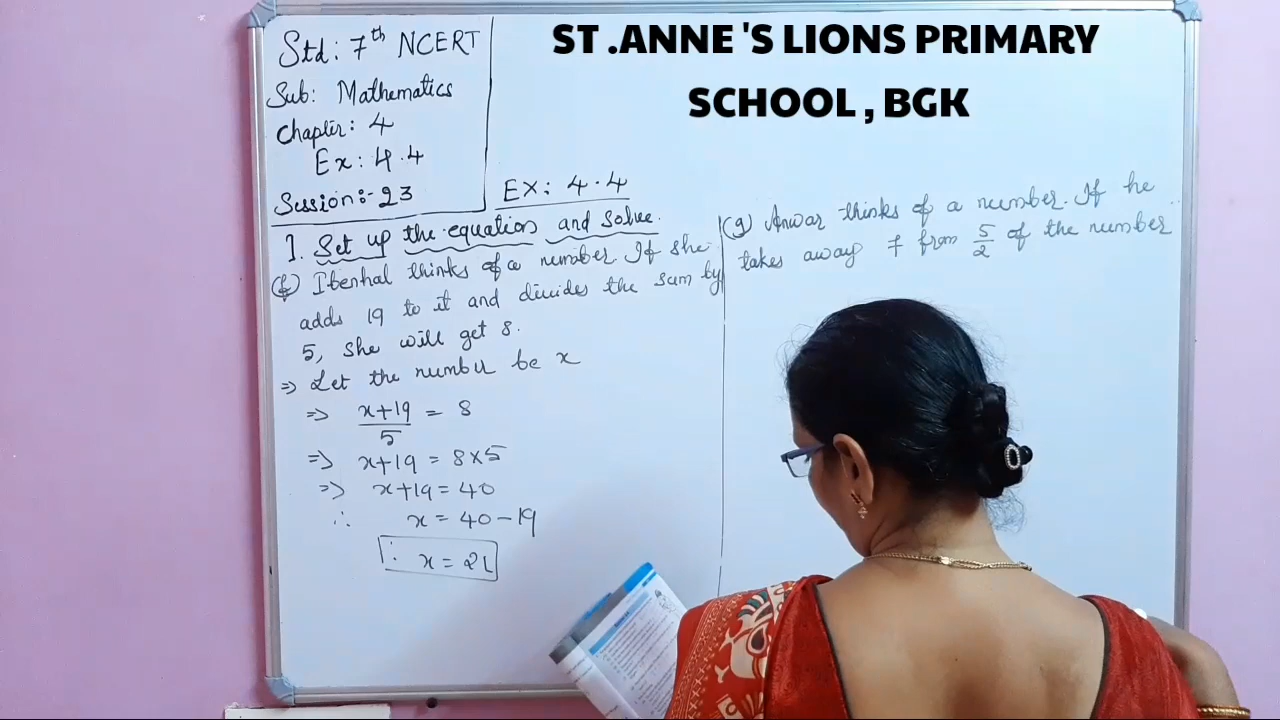 ST .ANNE 'S LIONS PRIMARY
SCHOOL , BGK
Std: 7th NCERT
Sub: Mathematics
Chapter: 4
Ex: 4.4
Session:- 23
EX: 4.4
1. Set up the equation and solve.
(f) Ibenhal thinks of a number. If she
adds 19 to it and divides the sum by
5, she will get 8.
⇒ Let the number be x
⇒ x+19/5 = 8
⇒ x+19 = 8×5
⇒ x+19 = 40
∴ x = 40-19
∴ x = 21
(g) Anwar thinks of a number. If he
takes away 7 from 5/2 of the number